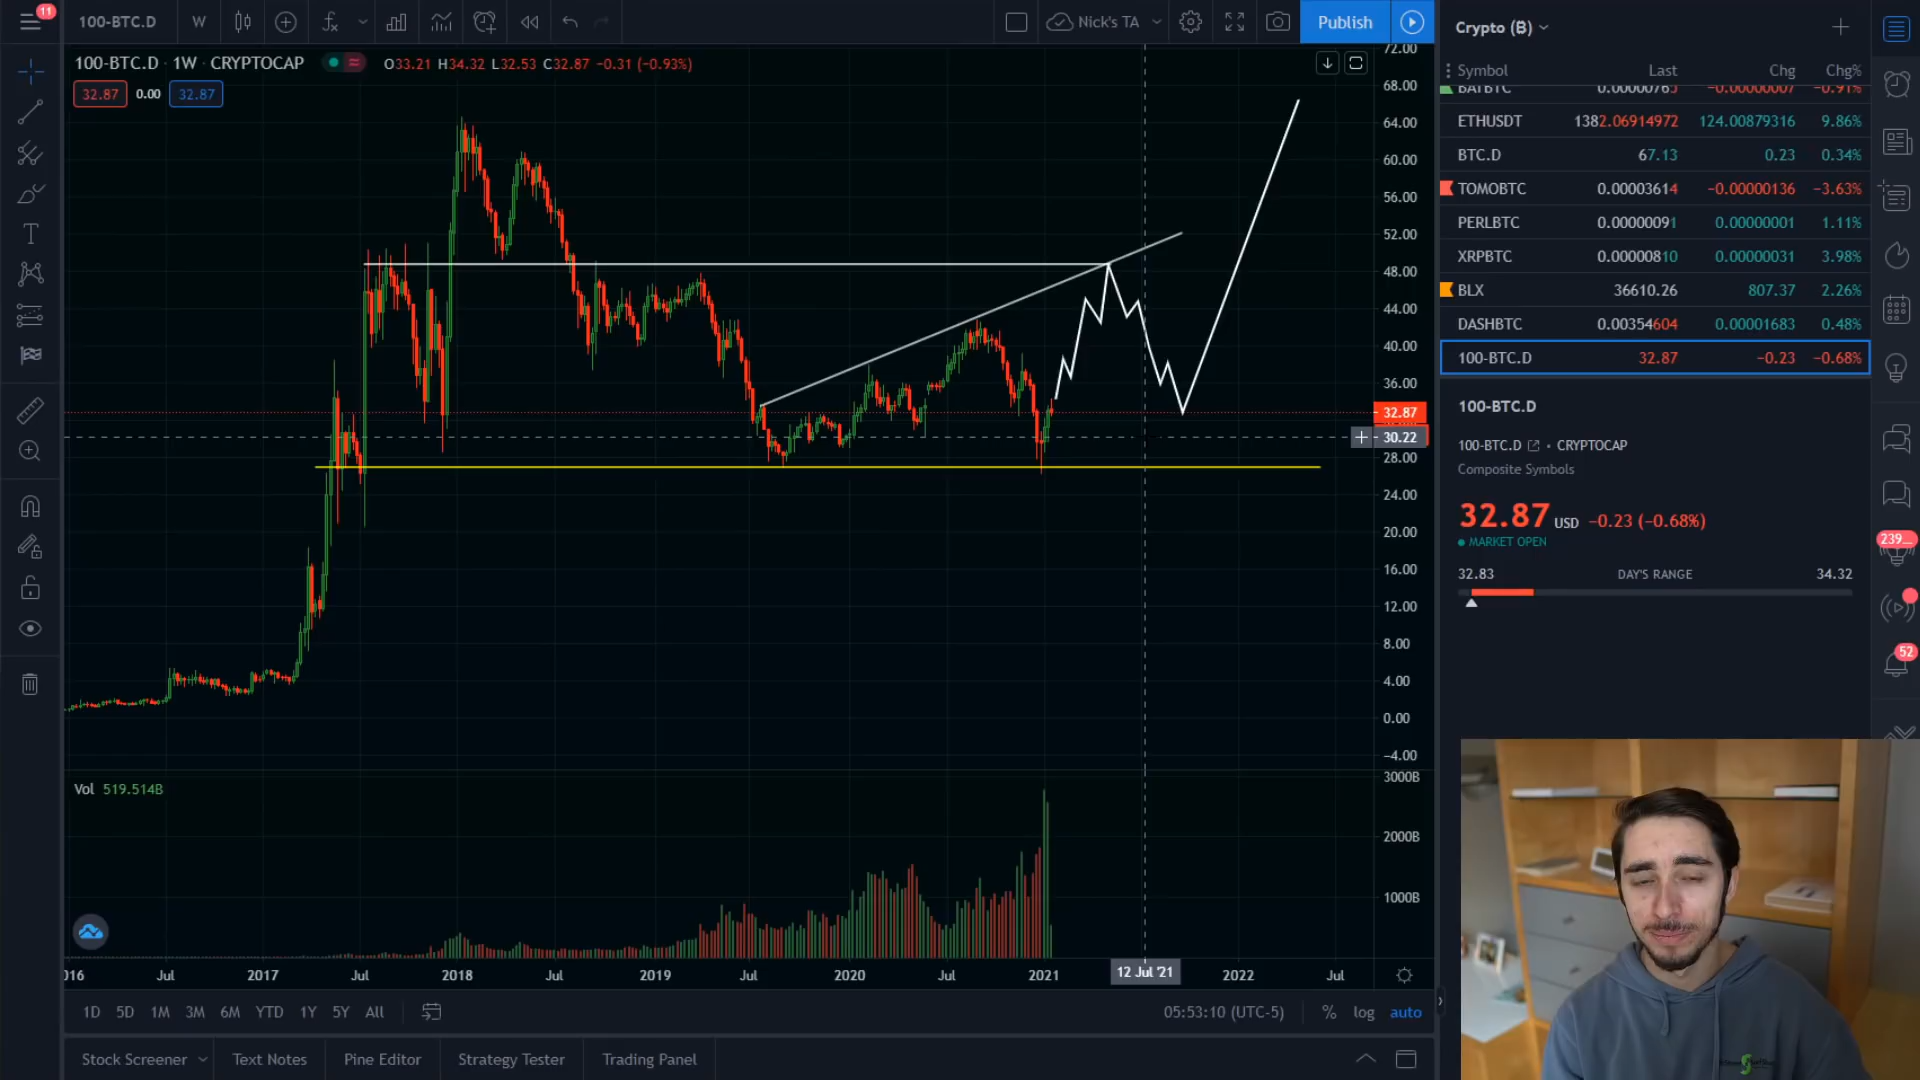 11
100-BTC.D
W
Nick's TA
Publish
100-BTC.D · 1W · CRYPTOCAP
O33.21 H34.32 L32.53 C32.87 −0.31 (−0.93%)
32.87 0.00 32.87
72.00
68.00
64.00
60.00
56.00
52.00
48.00
44.00
40.00
36.00
32.87
30.22
28.00
24.00
20.00
16.00
12.00
8.00
4.00
0.00
−4.00
Vol 519.514B
3000B
2000B
1000B
016 Jul 2017 Jul 2018 Jul 2019 Jul 2020 Jul 2021 12 Jul '21 2022 Jul
1D 5D 1M 3M 6M YTD 1Y 5Y All
05:53:10 (UTC-5) % log auto
Stock Screener Text Notes Pine Editor Strategy Tester Trading Panel
Crypto (₿)
Symbol Last Chg Chg%
BATBTC 0.00000765 −0.00000007 −0.91%
ETHUSDT 1382.06914972 124.00879316 9.86%
BTC.D 67.13 0.23 0.34%
TOMOBTC 0.00003614 −0.00000136 −3.63%
PERLBTC 0.00000091 0.00000001 1.11%
XRPBTC 0.00000810 0.00000031 3.98%
BLX 36610.26 807.37 2.26%
DASHBTC 0.00354604 0.00001683 0.48%
100-BTC.D 32.87 −0.23 −0.68%
100-BTC.D
100-BTC.D • CRYPTOCAP
Composite Symbols
32.87 USD −0.23 (−0.68%)
MARKET OPEN
32.83 DAY'S RANGE 34.32
239...
52